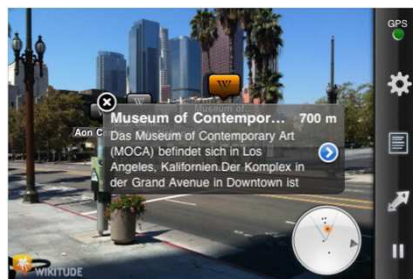 GPS
Museum of Contempor... 700 m
Aon C
Das Museum of Contemporary Art
(MOCA) befindet sich in Los
Angeles, Kalifornien.Der Komplex in
der Grand Avenue in Downtown ist
WIKITUDE